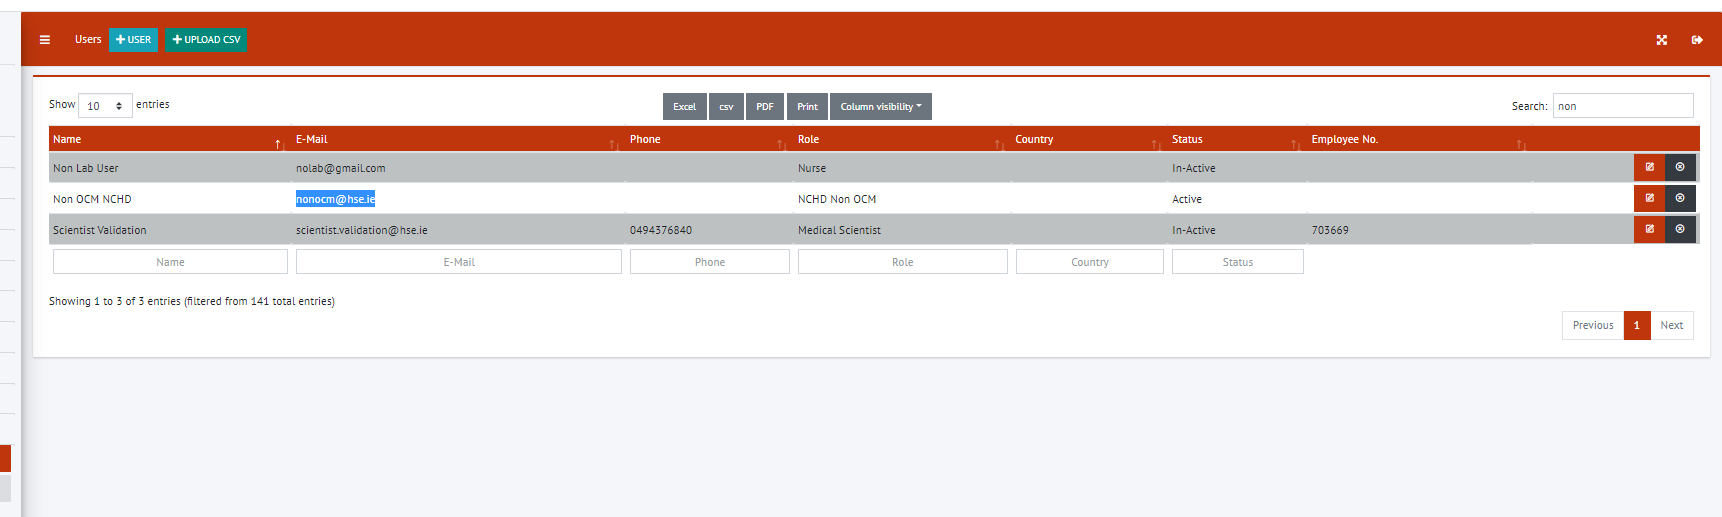 Users + USER + UPLOAD CSV
Show 10 entries Excel csv PDF Print Column visibility Search: non
Name E-Mail Phone Role Country Status Employee No.
Non Lab User nolab@gmail.com Nurse In-Active
Non OCM NCHD nonocm@hse.ie NCHD Non OCM Active
Scientist Validation scientist.validation@hse.ie 0494376840 Medical Scientist In-Active 703669
Name E-Mail Phone Role Country Status
Showing 1 to 3 of 3 entries (filtered from 141 total entries)
Previous 1 Next